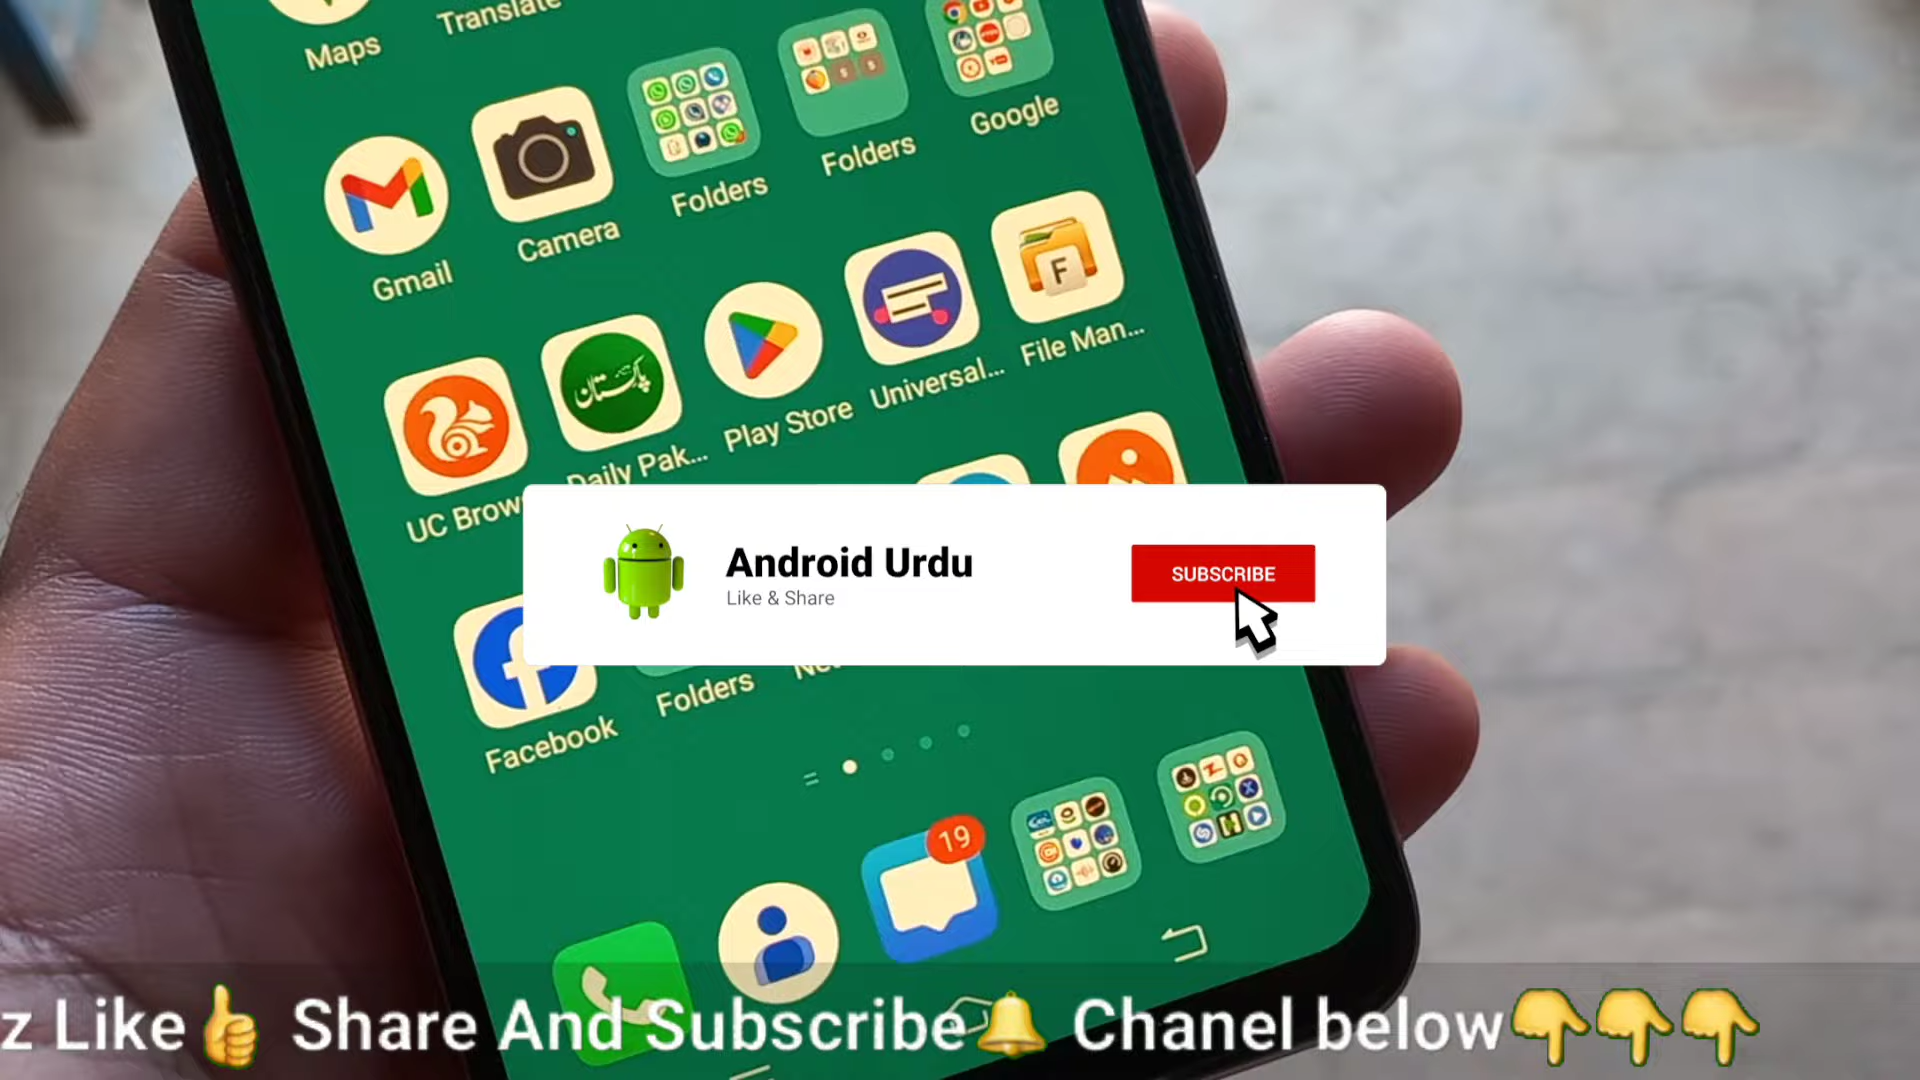 Maps
Translate
Gmail
Camera
Folders
Folders
Google
UC Brow
پاکستان
Daily Pak...
Play Store
Universal...
F
File Man...
Android Urdu
Like & Share
SUBSCRIBE
Facebook
Folders
19
z Like👍 Share And Subscribe🔔 Chanel below👇👇👇